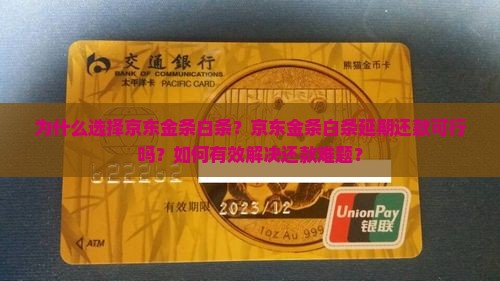 交通銀行
BANK OF COMMUNICATIONS
太平洋卡 PACIFIC CARD
熊猫金币卡
为什么选择京东金条白条？京东金条白条延期还款可行
吗？如何有效解决还款难题？
622262
有效期限 2023/12
1oz Au .999
UnionPay
银联
ATM